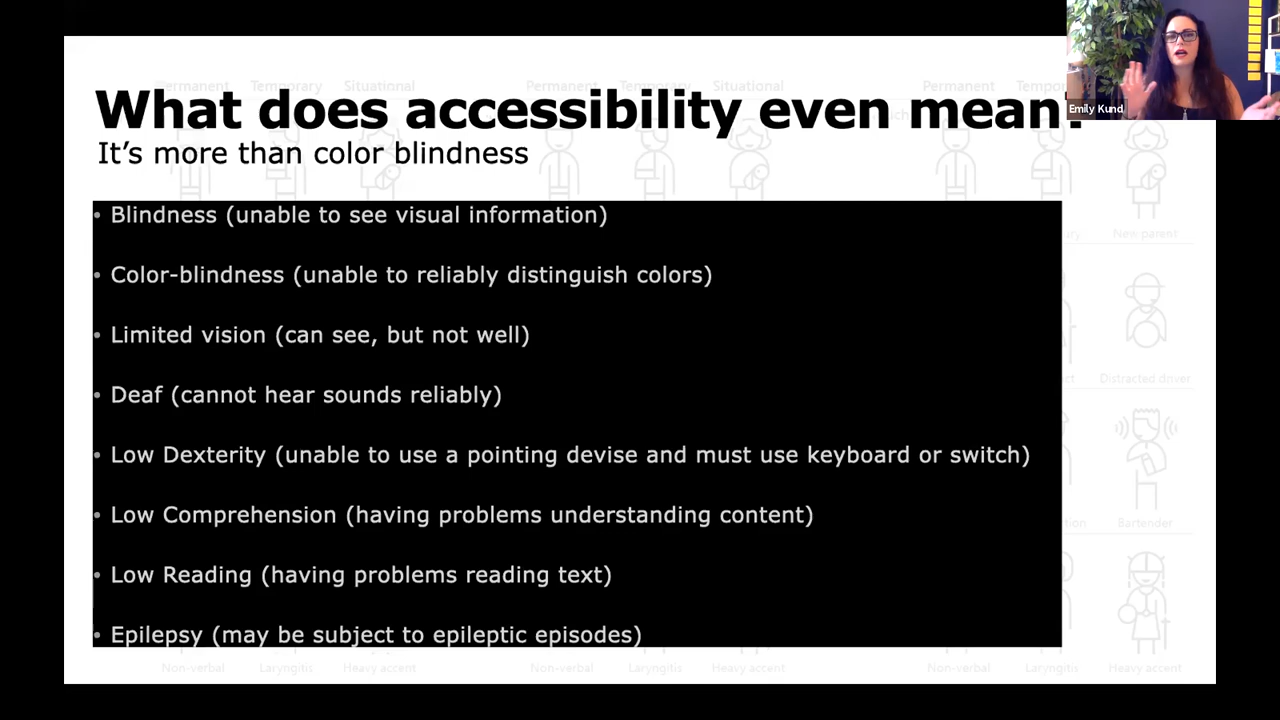 Permanent Temporary Situational Permanent Temporary Situational Permanent
What does accessibility even mean?
Emily Kund
It’s more than color blindness
• Blindness (unable to see visual information)
New parent
• Color-blindness (unable to reliably distinguish colors)
• Limited vision (can see, but not well)
Distracted driver
• Deaf (cannot hear sounds reliably)
• Low Dexterity (unable to use a pointing devise and must use keyboard or switch)
• Low Comprehension (having problems understanding content)
Bartender
• Low Reading (having problems reading text)
• Epilepsy (may be subject to epileptic episodes)
Non-verbal Laryngitis Heavy accent Non-verbal Laryngitis Heavy accent Non-verbal Laryngitis Heavy accent